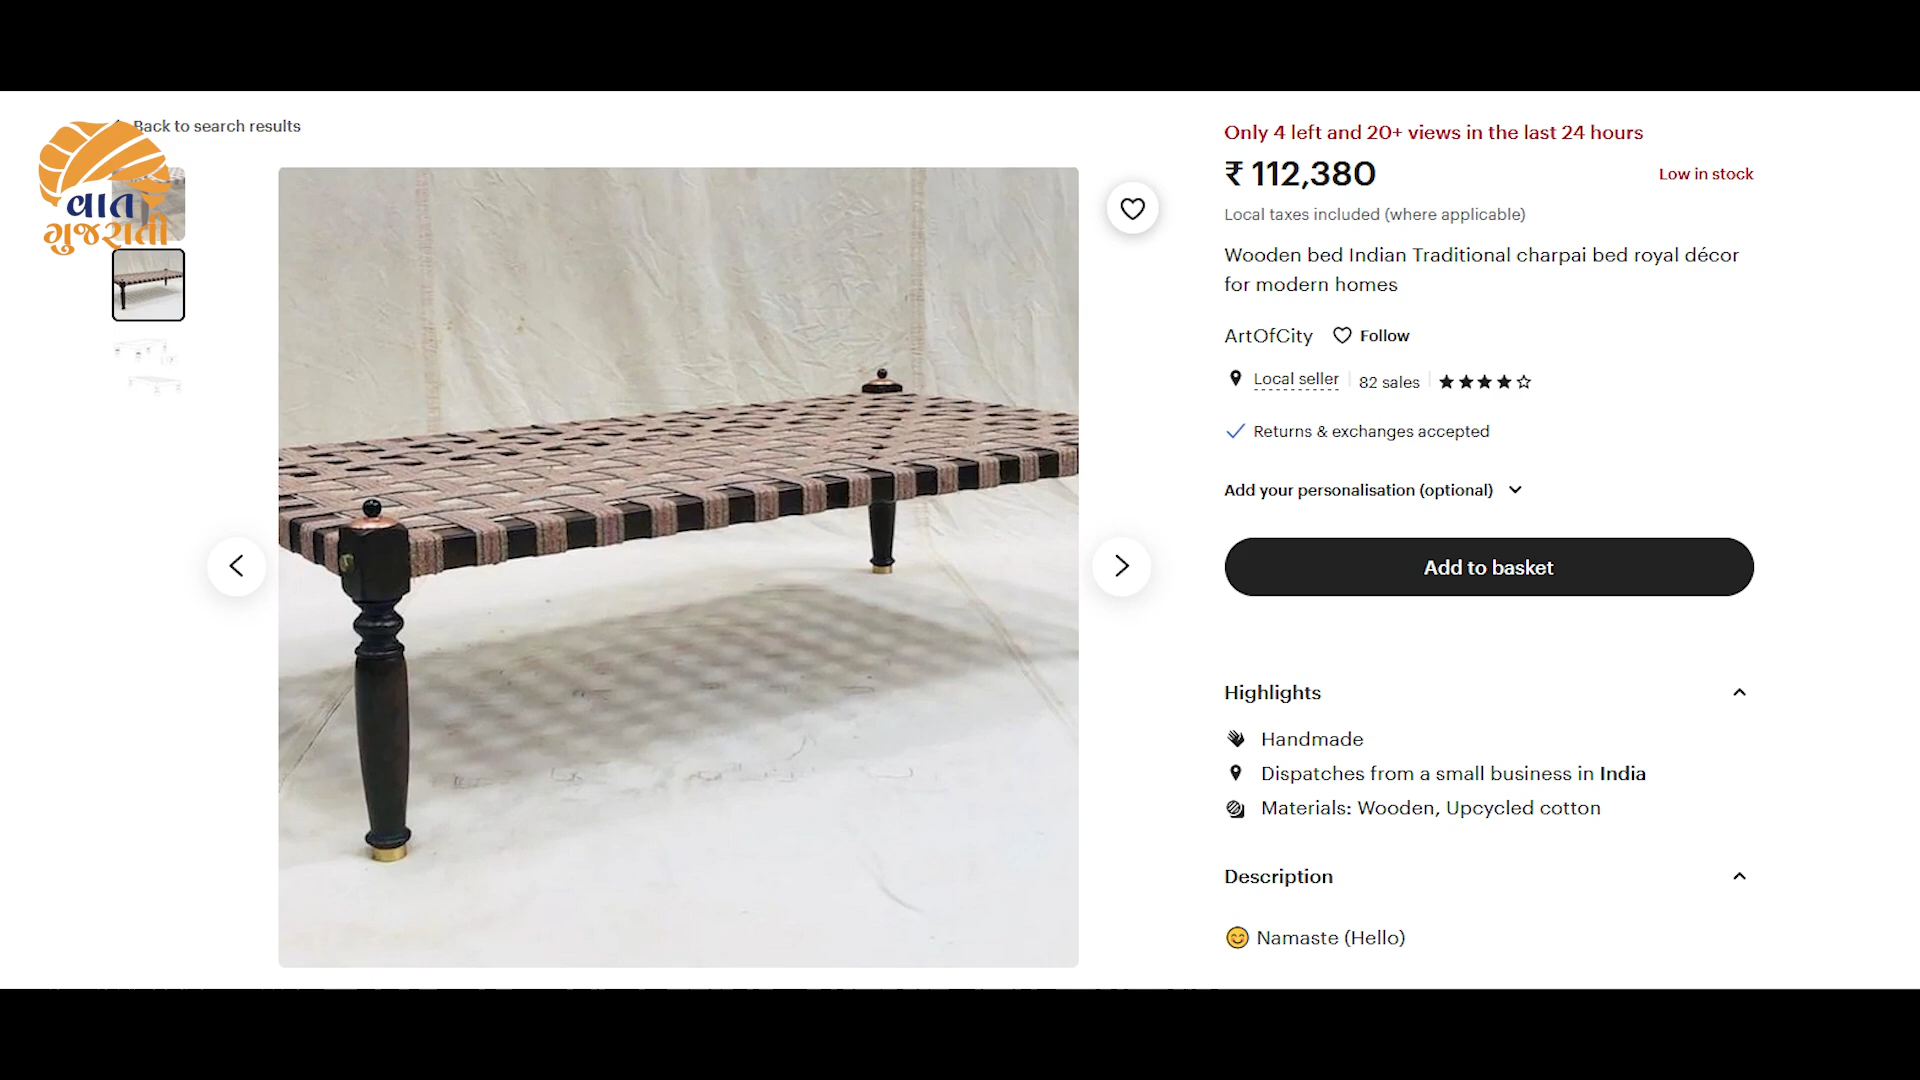 Back to search results
વાત
ગુજરાતી
Only 4 left and 20+ views in the last 24 hours
₹ 112,380
Low in stock
Local taxes included (where applicable)
Wooden bed Indian Traditional charpai bed royal décor
for modern homes
ArtOfCity Follow
Local seller 82 sales
Returns & exchanges accepted
Add your personalisation (optional)
Add to basket
Highlights
Handmade
Dispatches from a small business in India
Materials: Wooden, Upcycled cotton
Description
😊 Namaste (Hello)